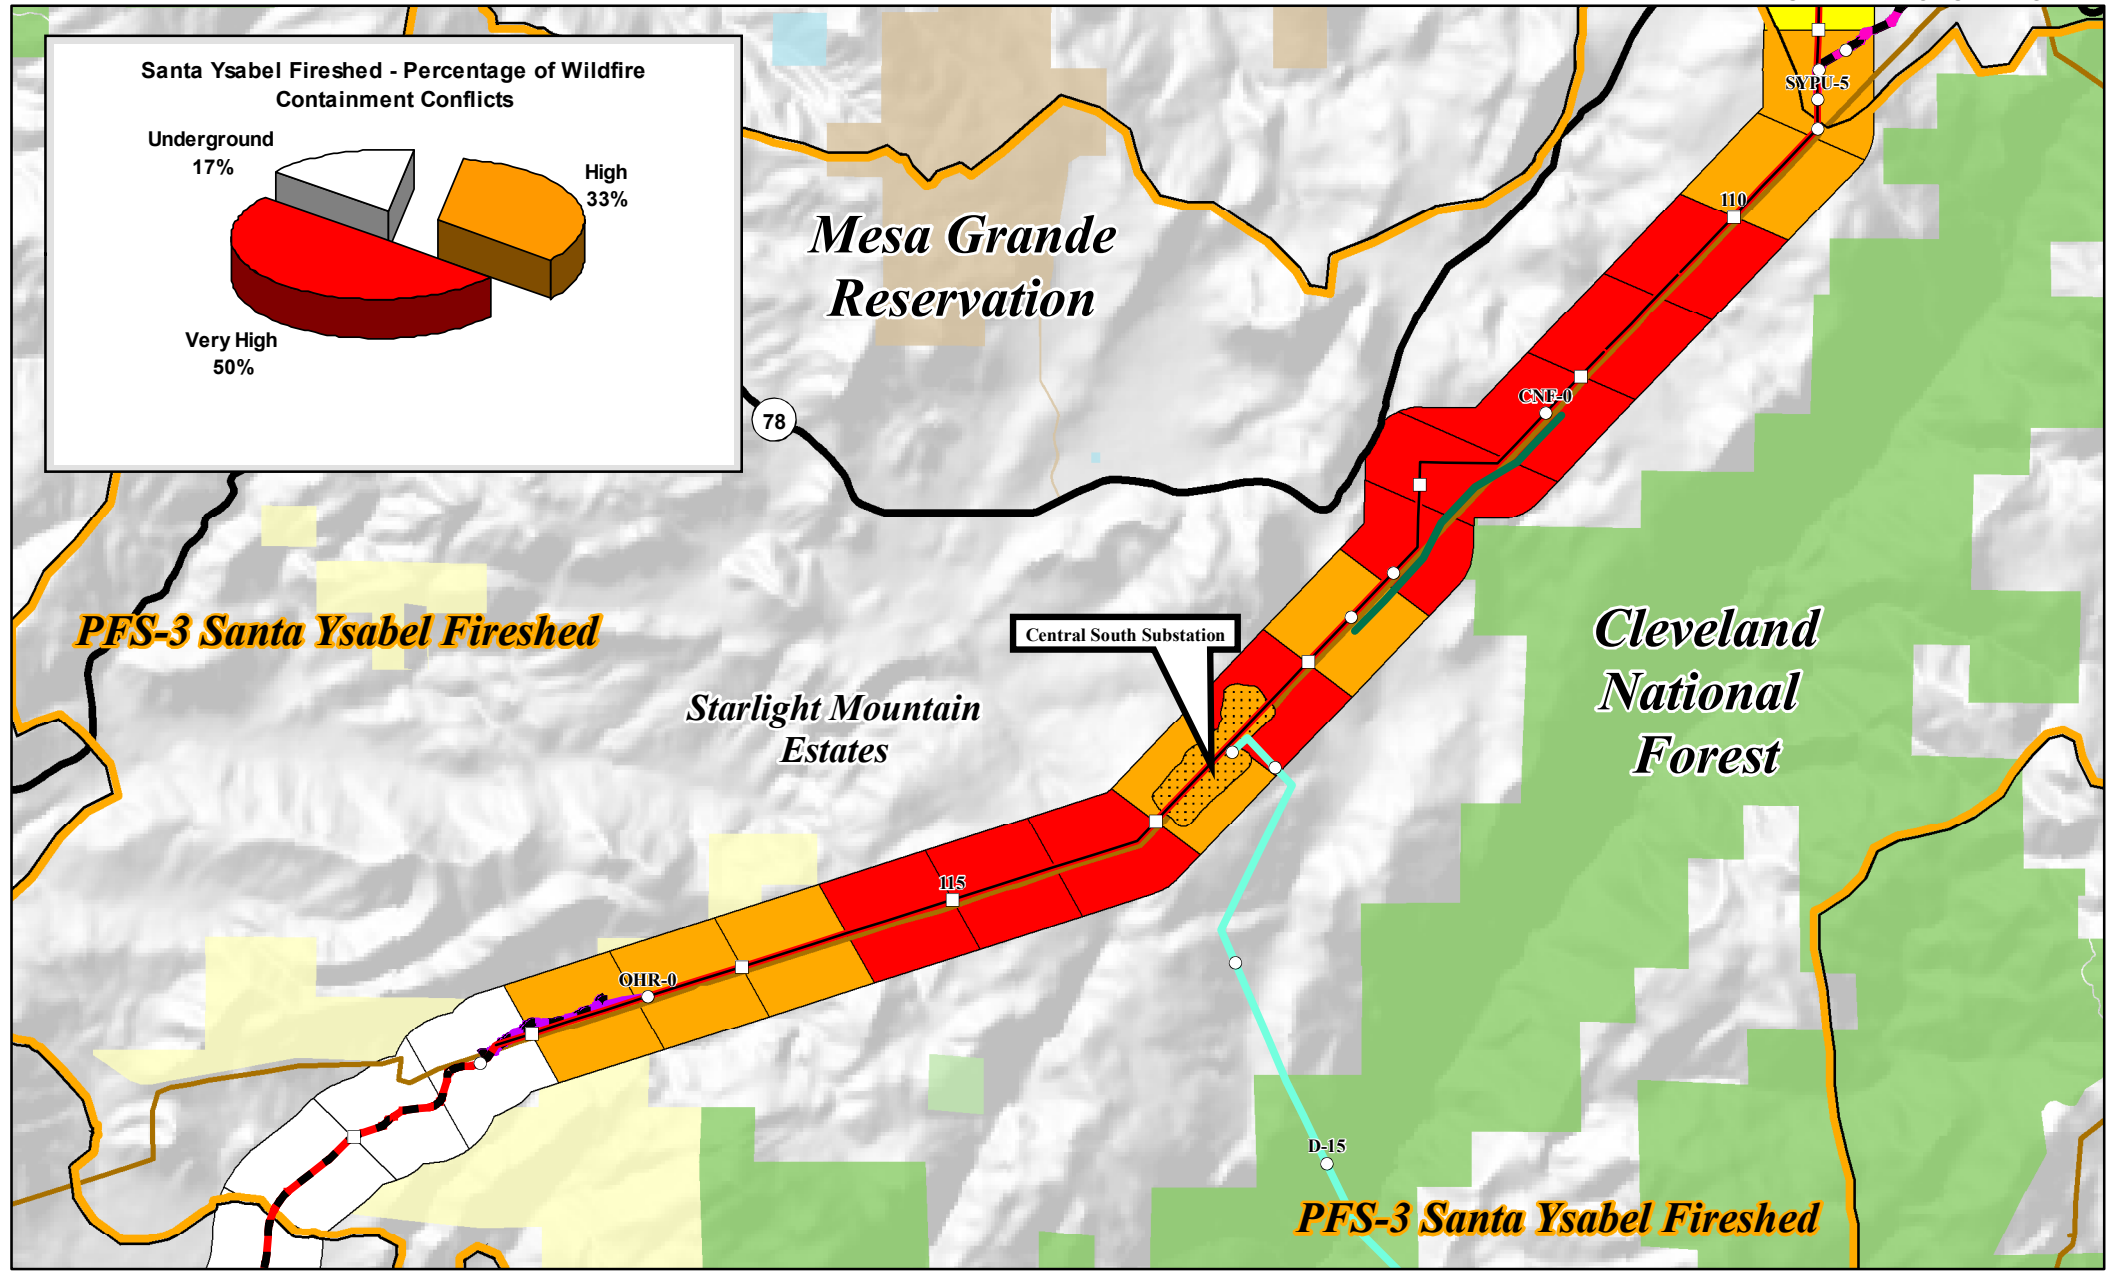 Santa Ysabel Fireshed - Percentage of Wildfire
Containment Conflicts
Underground
17%
High
33%
Very High
50%
SYPU-5
110
Mesa Grande
Reservation
78
CNF-0
PFS-3 Santa Ysabel Fireshed
Central South Substation
Cleveland
National
Forest
Starlight Mountain
Estates
115
OHR-0
D-15
PFS-3 Santa Ysabel Fireshed